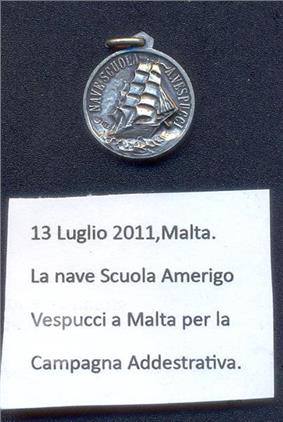 NAVE SCUOLA A.VESPUCCI
13 Luglio 2011,Malta.
La nave Scuola Amerigo
Vespucci a Malta per la
Campagna Addestrativa.